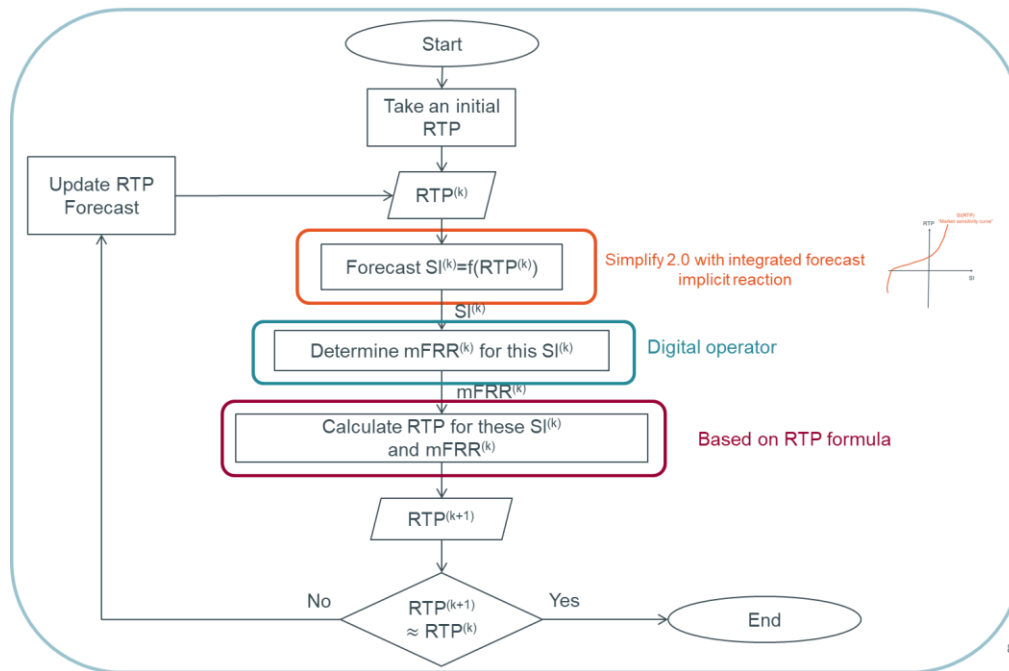 Start
Take an initial
RTP
Update RTP
Forecast
RTP⁽ᵏ⁾
Forecast SI⁽ᵏ⁾=f(RTP⁽ᵏ⁾)
Simplify 2.0 with integrated forecast
implicit reaction
RTP
SI(RTP)
"Market sensitivity curve"
SI
SI⁽ᵏ⁾
Determine mFRR⁽ᵏ⁾ for this SI⁽ᵏ⁾
Digital operator
mFRR⁽ᵏ⁾
Calculate RTP for these SI⁽ᵏ⁾
and mFRR⁽ᵏ⁾
Based on RTP formula
RTP⁽ᵏ⁺¹⁾
No
RTP⁽ᵏ⁺¹⁾
≈ RTP⁽ᵏ⁾
Yes
End